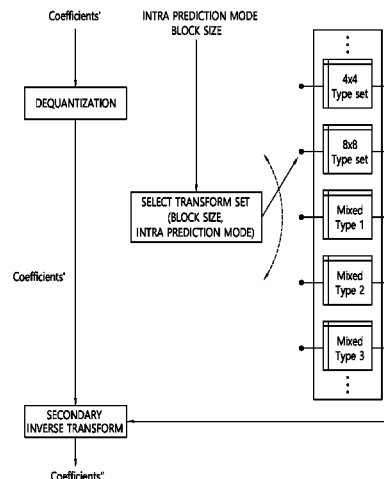 Coefficients'
INTRA PREDICTION MODE
BLOCK SIZE
DEQUANTIZATION
4x4
Type set
8x8
Type set
SELECT TRANSFORM SET
(BLOCK SIZE,
INTRA PREDICTION MODE)
Mixed
Type 1
Coefficients'
Mixed
Type 2
Mixed
Type 3
SECONDARY
INVERSE TRANSFORM
Coefficients"